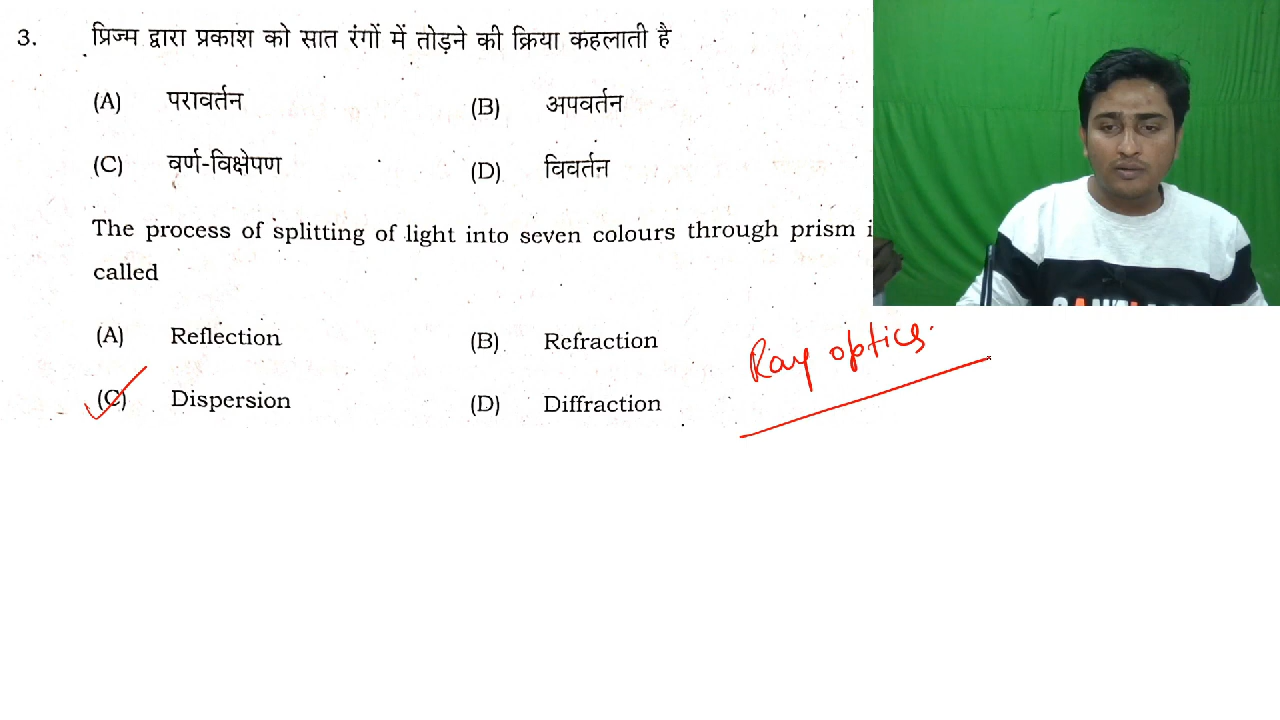 3. प्रिज्म द्वारा प्रकाश को सात रंगों में तोड़ने की क्रिया कहलाती है
(A) परावर्तन (B) अपवर्तन
(C) वर्ण-विक्षेपण (D) विवर्तन
The process of splitting of light into seven colours through prism i
called
(A) Reflection (B) Refraction
(C) Dispersion (D) Diffraction
Ray optics.